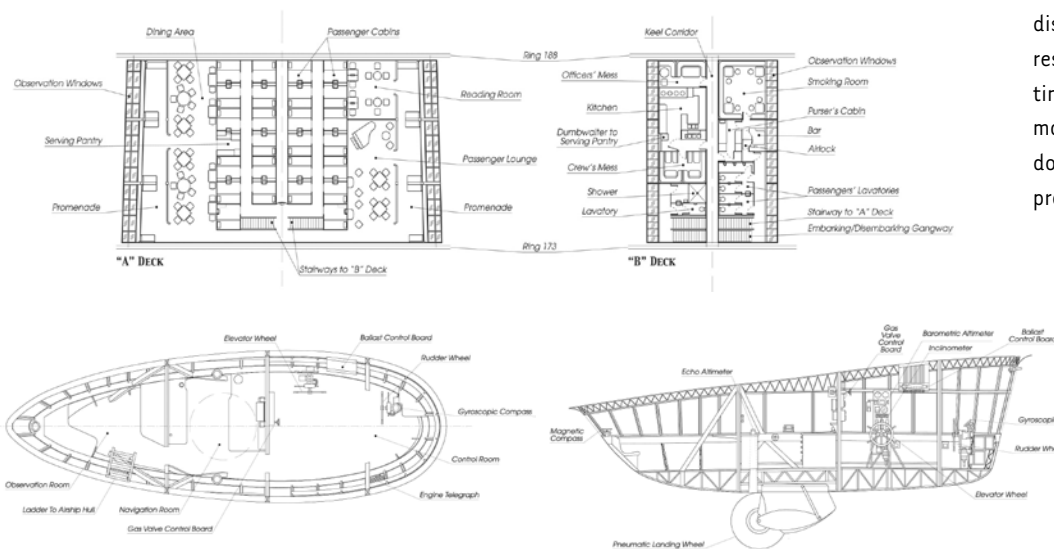 Dining Area
Passenger Cabins
Ring 188
Observation Windows
Reading Room
Serving Pantry
Passenger Lounge
Promenade
Promenade
Ring 173
"A" DECK
Stairways to "B" Deck
Keel Corridor
Officers' Mess
Observation Windows
Smoking Room
Kitchen
Purser's Cabin
Dumbwaiter to
Serving Pantry
Bar
Airlock
Crew's Mess
Shower
Passengers' Lavatories
Lavatory
Stairway to "A" Deck
Embarking/Disembarking Gangway
"B" DECK
Elevator Wheel
Ballast Control Board
Rudder Wheel
Gyroscopic Compass
Control Room
Observation Room
Engine Telegraph
Ladder To Airship Hull
Navigation Room
Gas Valve Control Board
Gas
Valve
Control
Board
Barometric Altimeter
Ballast
Control Board
Inclinometer
Echo Altimeter
Magnetic
Compass
Gyroscopic
Rudder Whe
Elevator Wheel
Pneumatic Landing Wheel
dis
res
tir
mo
do
pro